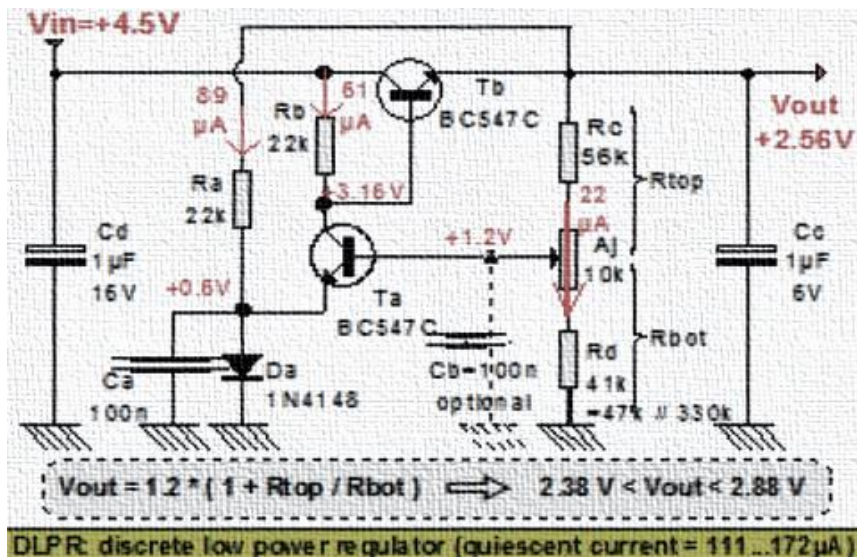 Vin=+4.5V
89 µA
61 µA
Rb
22k
Tb
BC547C
Vout
+2.56V
Rc
56k
Rtop
Ra
22k
+3.16V
22 µA
+1.2V
Aj
10k
Cd
1µF
16V
Cc
1µF
6V
+0.6V
Ta
BC547C
Rbot
Ca
100n
Da
1N4148
Cb=100n
optional
Rd
41k
=47k // 330k
Vout = 1.2 * ( 1 + Rtop / Rbot ) 2.38 V < Vout < 2.88 V
DLPR: discrete low power regulator (quiescent current = 111...172µA)